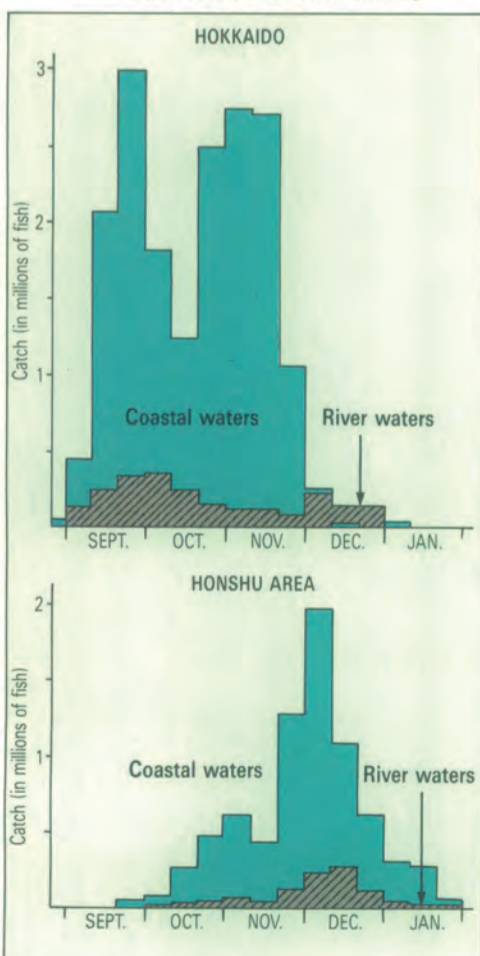 HOKKAIDO
3
2
1
Catch (in millions of fish)
Coastal waters
River waters
SEPT. OCT. NOV. DEC. JAN.
HONSHU AREA
2
1
Catch (in millions of fish)
Coastal waters
River waters
SEPT. OCT. NOV. DEC. JAN.